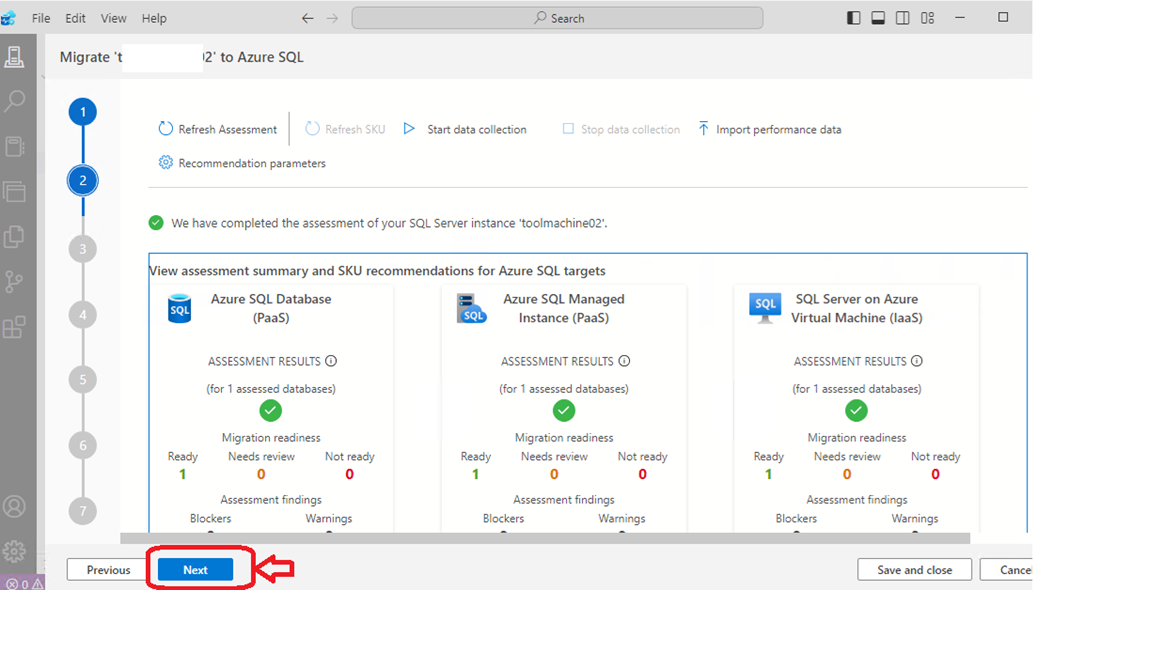 File Edit View Help Search
Migrate 't 02' to Azure SQL
1
Refresh Assessment Refresh SKU Start data collection Stop data collection Import performance data
2
Recommendation parameters
We have completed the assessment of your SQL Server instance 'toolmachine02'.
3
View assessment summary and SKU recommendations for Azure SQL targets
SQL Azure SQL Database
(PaaS)
SQL Azure SQL Managed
Instance (PaaS)
SQL SQL Server on Azure
Virtual Machine (IaaS)
4
ASSESSMENT RESULTS ASSESSMENT RESULTS ASSESSMENT RESULTS
5
(for 1 assessed databases) (for 1 assessed databases) (for 1 assessed databases)
Migration readiness Migration readiness Migration readiness
6
Ready Needs review Not ready Ready Needs review Not ready Ready Needs review Not ready
1 0 0 1 0 0 1 0 0
Assessment findings Assessment findings Assessment findings
7
Blockers Warnings Blockers Warnings Blockers Warnings
Previous Next Save and close Cance
0